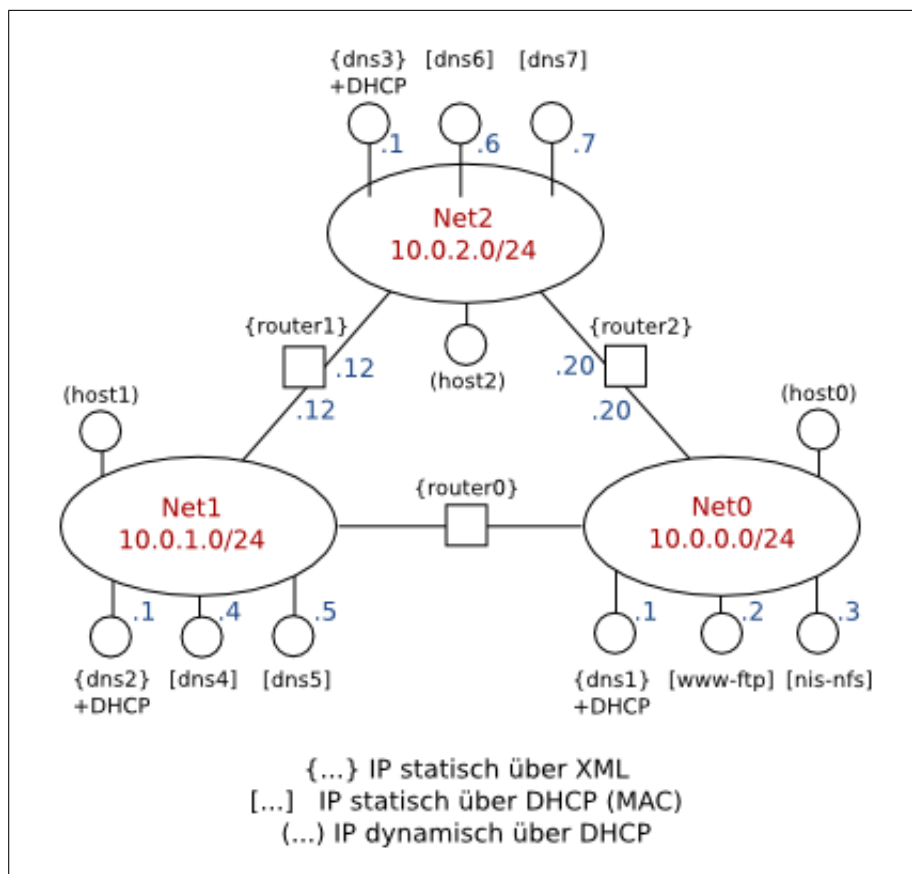 {dns3} [dns6] [dns7]
+DHCP
.1 .6 .7
Net2
10.0.2.0/24
{router1} {router2}
.12 .20
(host2)
.12 .20
(host1) (host0)
{router0}
Net1 Net0
10.0.1.0/24 10.0.0.0/24
.1 .4 .5 .1 .2 .3
{dns2} [dns4] [dns5] {dns1} [www-ftp] [nis-nfs]
+DHCP +DHCP
{...} IP statisch über XML
[...] IP statisch über DHCP (MAC)
(...) IP dynamisch über DHCP